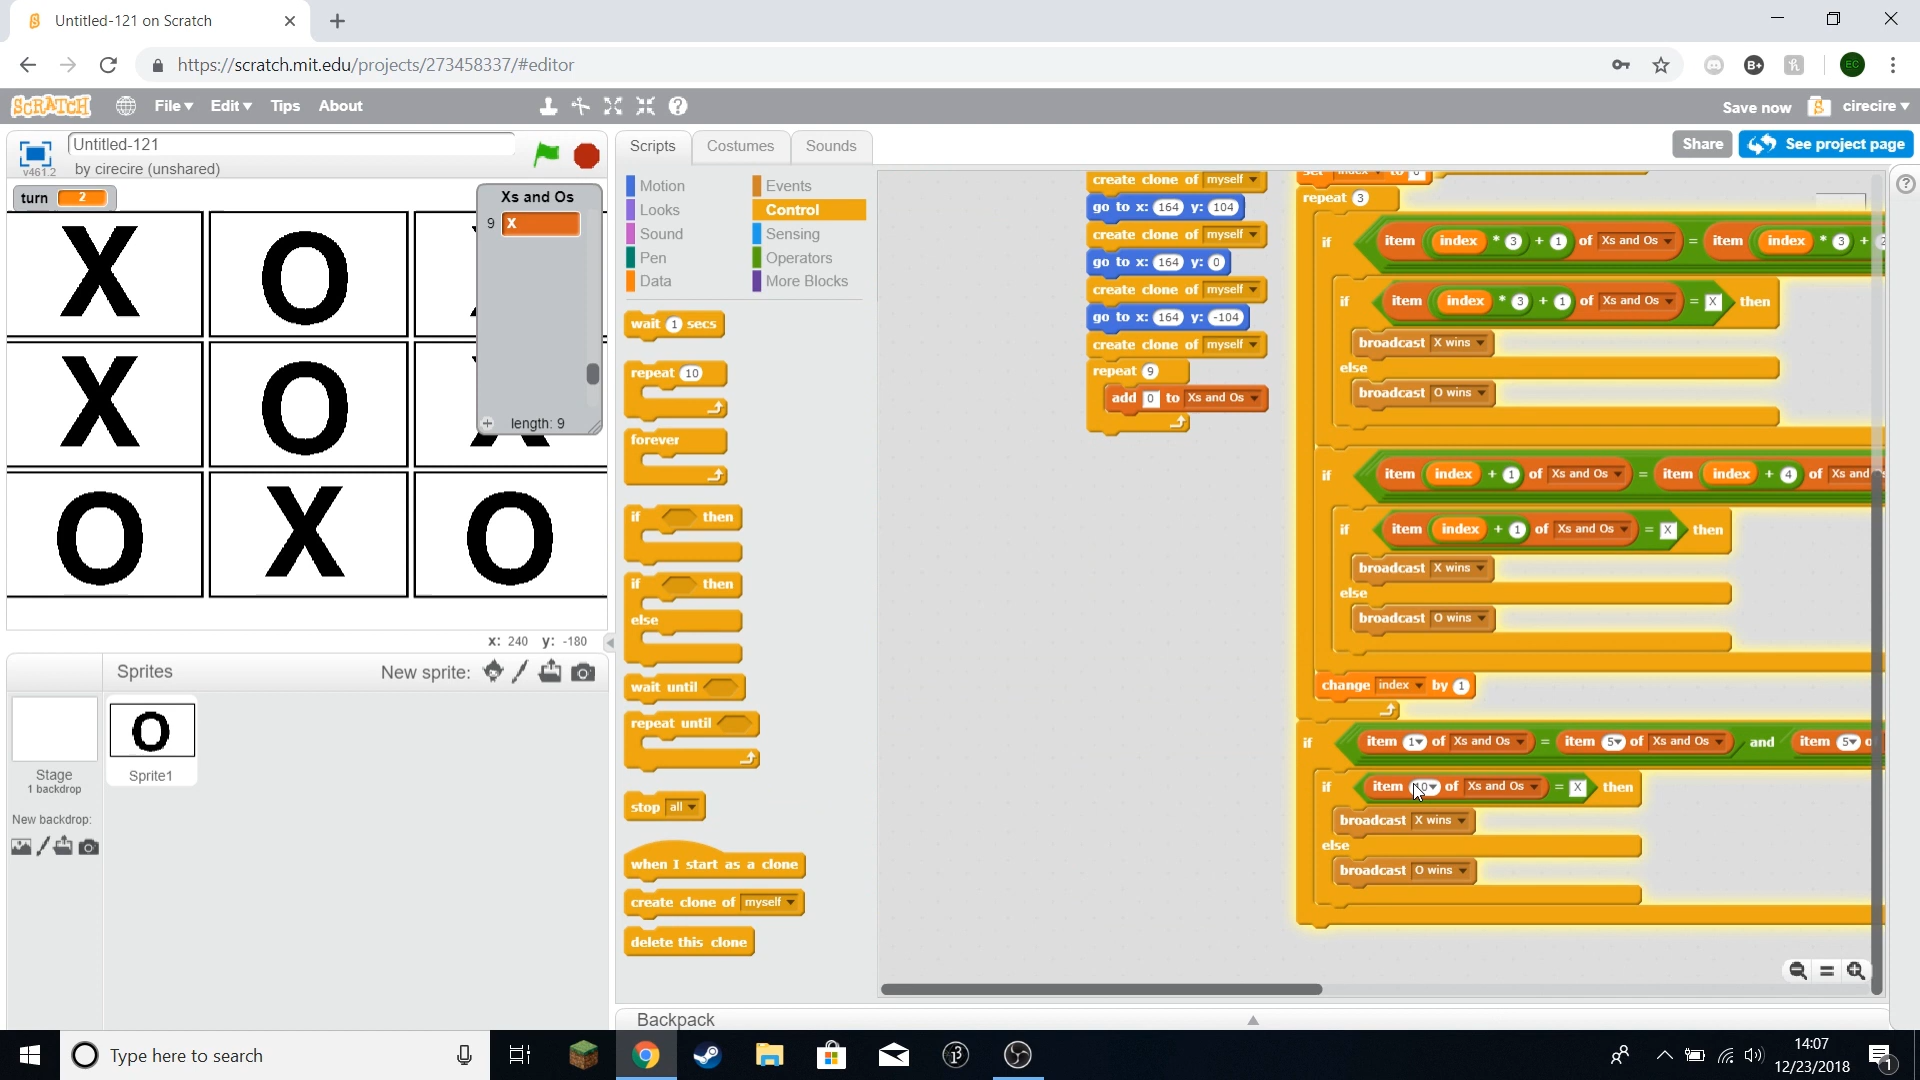 Untitled-121 on Scratch
https://scratch.mit.edu/projects/273458337/#editor
EC
SCRATCH File Edit Tips About Save now cirecire
Untitled-121
by cirecire (unshared)
v461.2
Scripts Costumes Sounds
Share See project page
turn 2
Xs and Os
9 X
length: 9
X O
X O
O X O
x: 240 y: -180
Sprites New sprite:
Stage
1 backdrop
New backdrop:
O
Sprite1
Motion Events
Looks Control
Sound Sensing
Pen Operators
Data More Blocks
wait 1 secs
repeat 10
forever
if then
if then
else
wait until
repeat until
stop all
when I start as a clone
create clone of myself
delete this clone
create clone of myself
go to x: 164 y: 104
create clone of myself
go to x: 164 y: 0
create clone of myself
go to x: 164 y: -104
create clone of myself
repeat 9
add 0 to Xs and Os
set index to 0
repeat 3
if item index * 3 + 1 of Xs and Os = item index * 3 + 2
if item index * 3 + 1 of Xs and Os = X then
broadcast X wins
else
broadcast O wins
if item index + 1 of Xs and Os = item index + 4 of Xs and
if item index + 1 of Xs and Os = X then
broadcast X wins
else
broadcast O wins
change index by 1
if item 1 of Xs and Os = item 5 of Xs and Os and item 5
if item of Xs and Os = X then
broadcast X wins
else
broadcast O wins
Backpack
Type here to search
14:07
12/23/2018
1